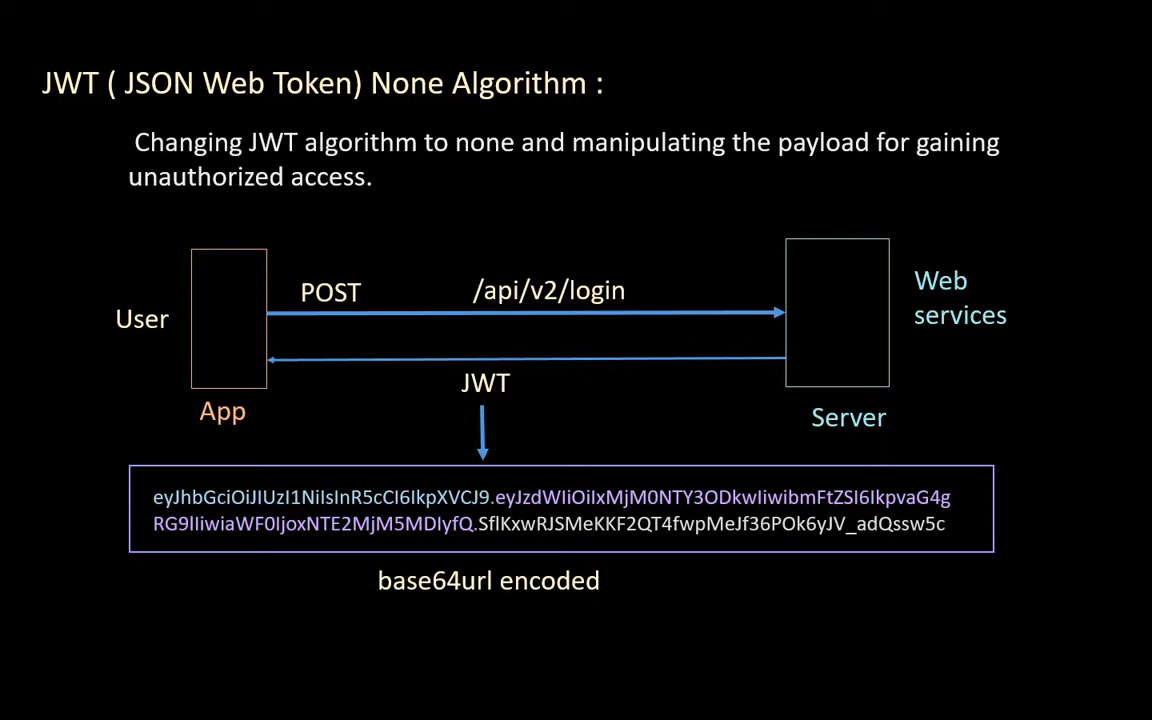 JWT ( JSON Web Token) None Algorithm :
Changing JWT algorithm to none and manipulating the payload for gaining
unauthorized access.
POST
/api/v2/login
Web
services
User
JWT
App
Server
eyJhbGciOiJIUzI1NiIsInR5cCI6IkpXVCJ9.eyJzdWIiOiIxMjM0NTY3ODkwIiwibmFtZSI6IkpvaG4g
RG9lIiwiaWF0IjoxNTE2MjM5MDIyfQ.SflKxwRJSMeKKF2QT4fwpMeJf36POk6yJV_adQssw5c
base64url encoded